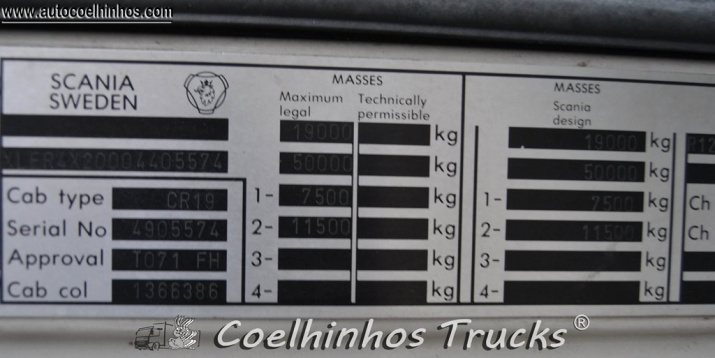 www.autocoelhinhos.com
SCANIA SWEDEN
MASSES
MASSES
Maximum legal
Technically permissible
Scania design
19000 kg
19000 kg
50000 kg
50000 kg
Cab type CR19
1- 7500 kg
1- 7500 kg
Ch
Serial No 4905574
2- 11500 kg
2- 11500 kg
Ch
Approval T071 FH
3- kg
3- kg
Cab col 1366386
4- kg
4- kg
Coelhinhos Trucks®